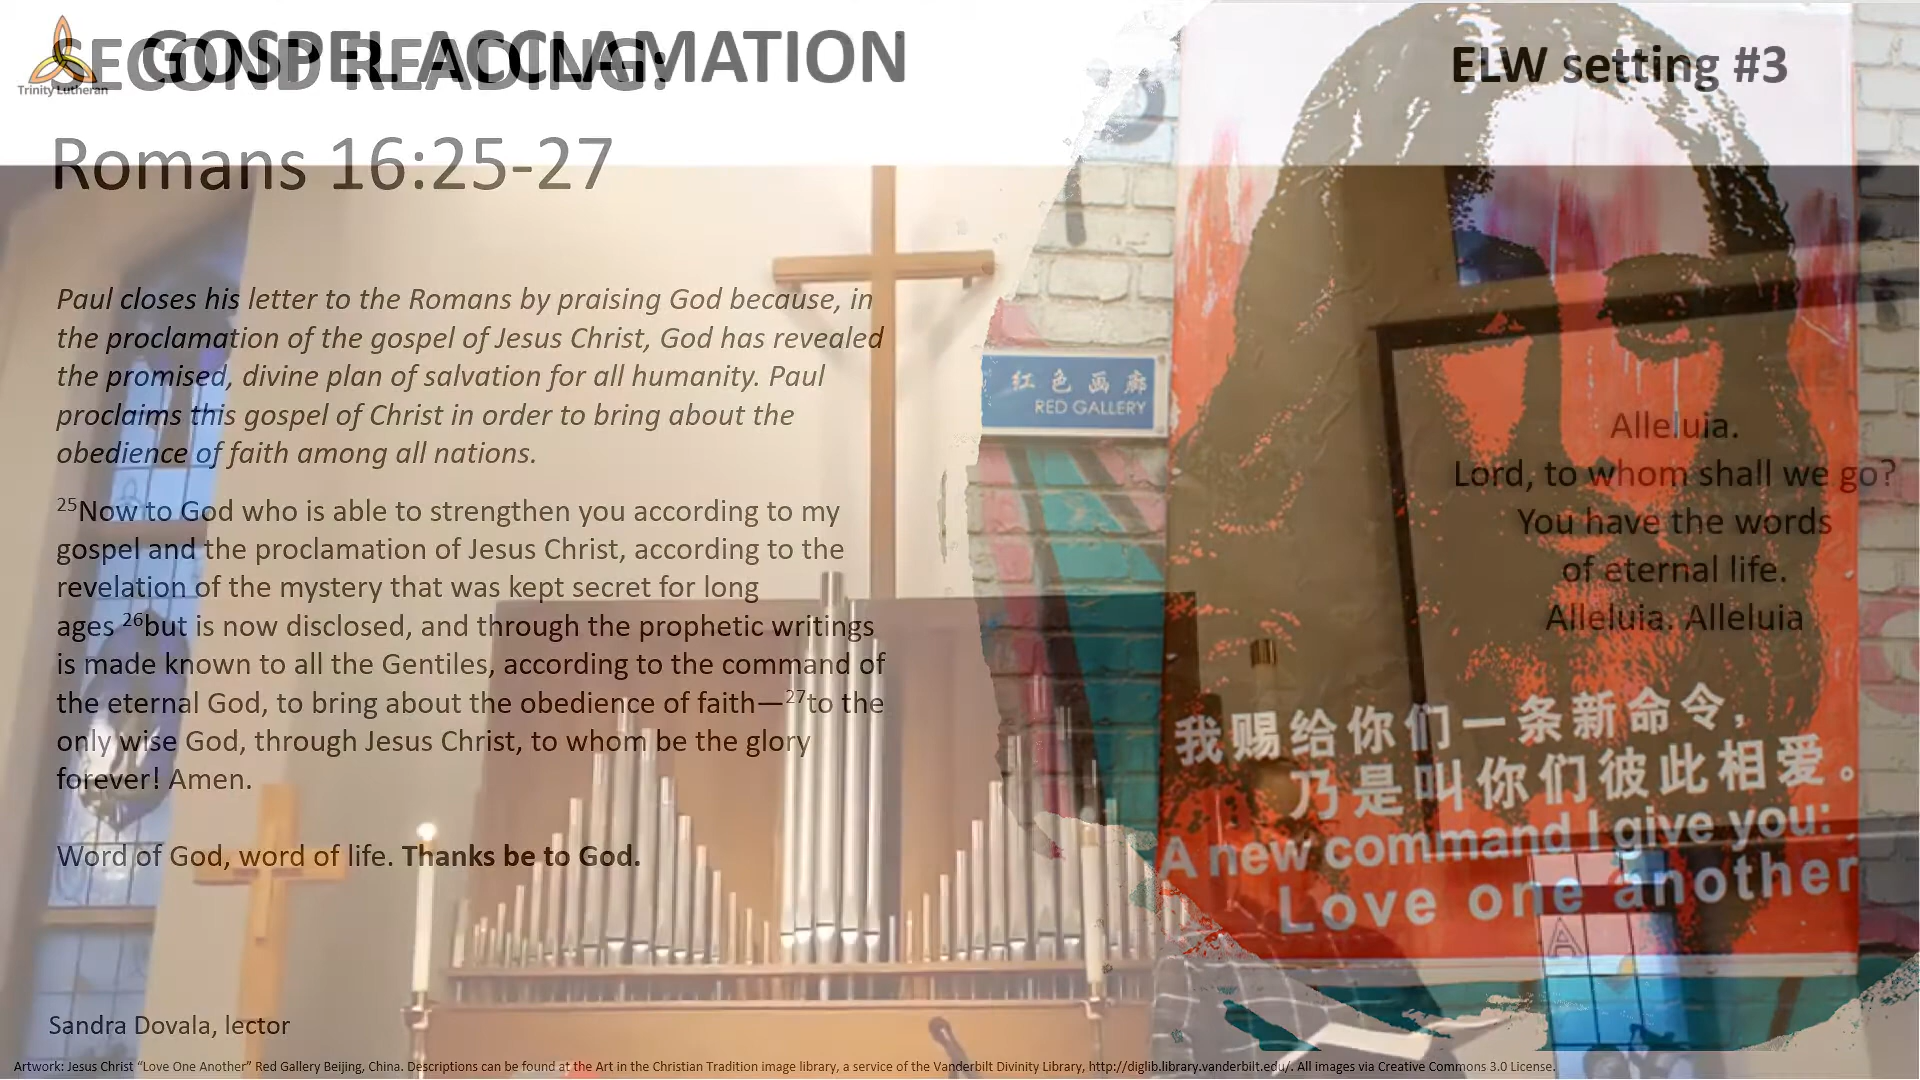 SECOND READING:
GOSPEL ACCLAMATION
ELW setting #3
Trinity Lutheran
Romans 16:25-27
Paul closes his letter to the Romans by praising God because, in
the proclamation of the gospel of Jesus Christ, God has revealed
the promised, divine plan of salvation for all humanity. Paul
proclaims this gospel of Christ in order to bring about the
obedience of faith among all nations.
25Now to God who is able to strengthen you according to my
gospel and the proclamation of Jesus Christ, according to the
revelation of the mystery that was kept secret for long
ages 26but is now disclosed, and through the prophetic writings
is made known to all the Gentiles, according to the command of
the eternal God, to bring about the obedience of faith—27to the
only wise God, through Jesus Christ, to whom be the glory
forever! Amen.
Word of God, word of life. Thanks be to God.
Sandra Dovala, lector
红色画廊
RED GALLERY
Alleluia.
Lord, to whom shall we go?
You have the words
of eternal life.
Alleluia. Alleluia
我赐给你们一条新命令，
乃是叫你们彼此相爱。
A new command I give you:
Love one another
Artwork: Jesus Christ “Love One Another” Red Gallery Beijing, China. Descriptions can be found at the Art in the Christian Tradition image library, a service of the Vanderbilt Divinity Library, http://diglib.library.vanderbilt.edu/. All images via Creative Commons 3.0 License.